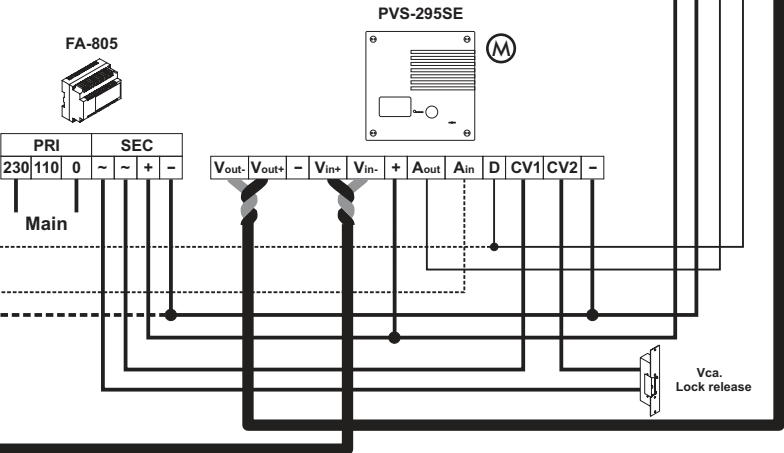 PVS-295SE
FA-805
M
PRI SEC
230 110 0 ~ ~ + −
Vout- Vout+ − Vin+ Vin- + Aout Ain D CV1 CV2 −
Main
Vca.
Lock release